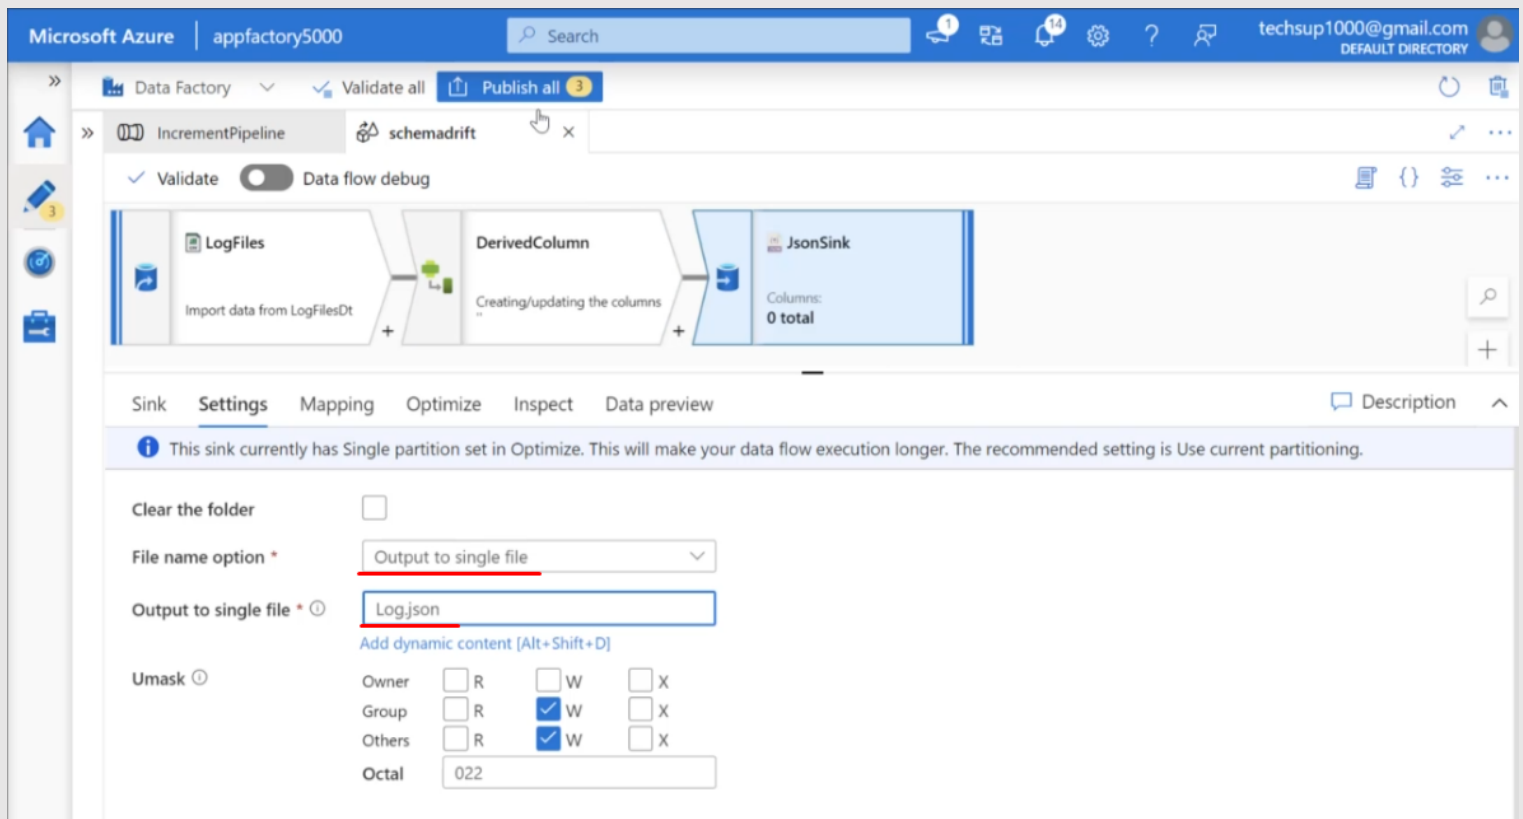 Microsoft Azure
appfactory5000
Search
1
14
techsup1000@gmail.com
DEFAULT DIRECTORY
Data Factory
Validate all
Publish all
3
IncrementPipeline
schemadrift
3
Validate
Data flow debug
LogFiles
Import data from LogFilesDt
+
DerivedColumn
Creating/updating the columns
''
+
JsonSink
Columns:
0 total
Sink
Settings
Mapping
Optimize
Inspect
Data preview
Description
This sink currently has Single partition set in Optimize. This will make your data flow execution longer. The recommended setting is Use current partitioning.
Clear the folder
File name option *
Output to single file
Output to single file *
Log.json
Add dynamic content [Alt+Shift+D]
Umask
Owner R W X
Group R W X
Others R W X
Octal 022